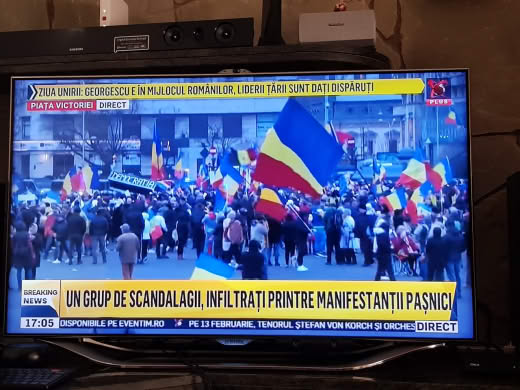 ZIUA UNIRII: GEORGESCU E ÎN MIJLOCUL ROMÂNILOR, LIDERII ȚĂRII SUNT DAȚI DISPĂRUȚI
PIAȚA VICTORIEI DIRECT
PLUS
DEMOCRAȚIA
BREAKING NEWS
UN GRUP DE SCANDALAGII, INFILTRAȚI PRINTRE MANIFESTANȚII PAȘNICI
17:05 DISPONIBILE PE EVENTIM.RO PE 13 FEBRUARIE, TENORUL ȘTEFAN VON KORCH ȘI ORCHES DIRECT
SAMSUNG